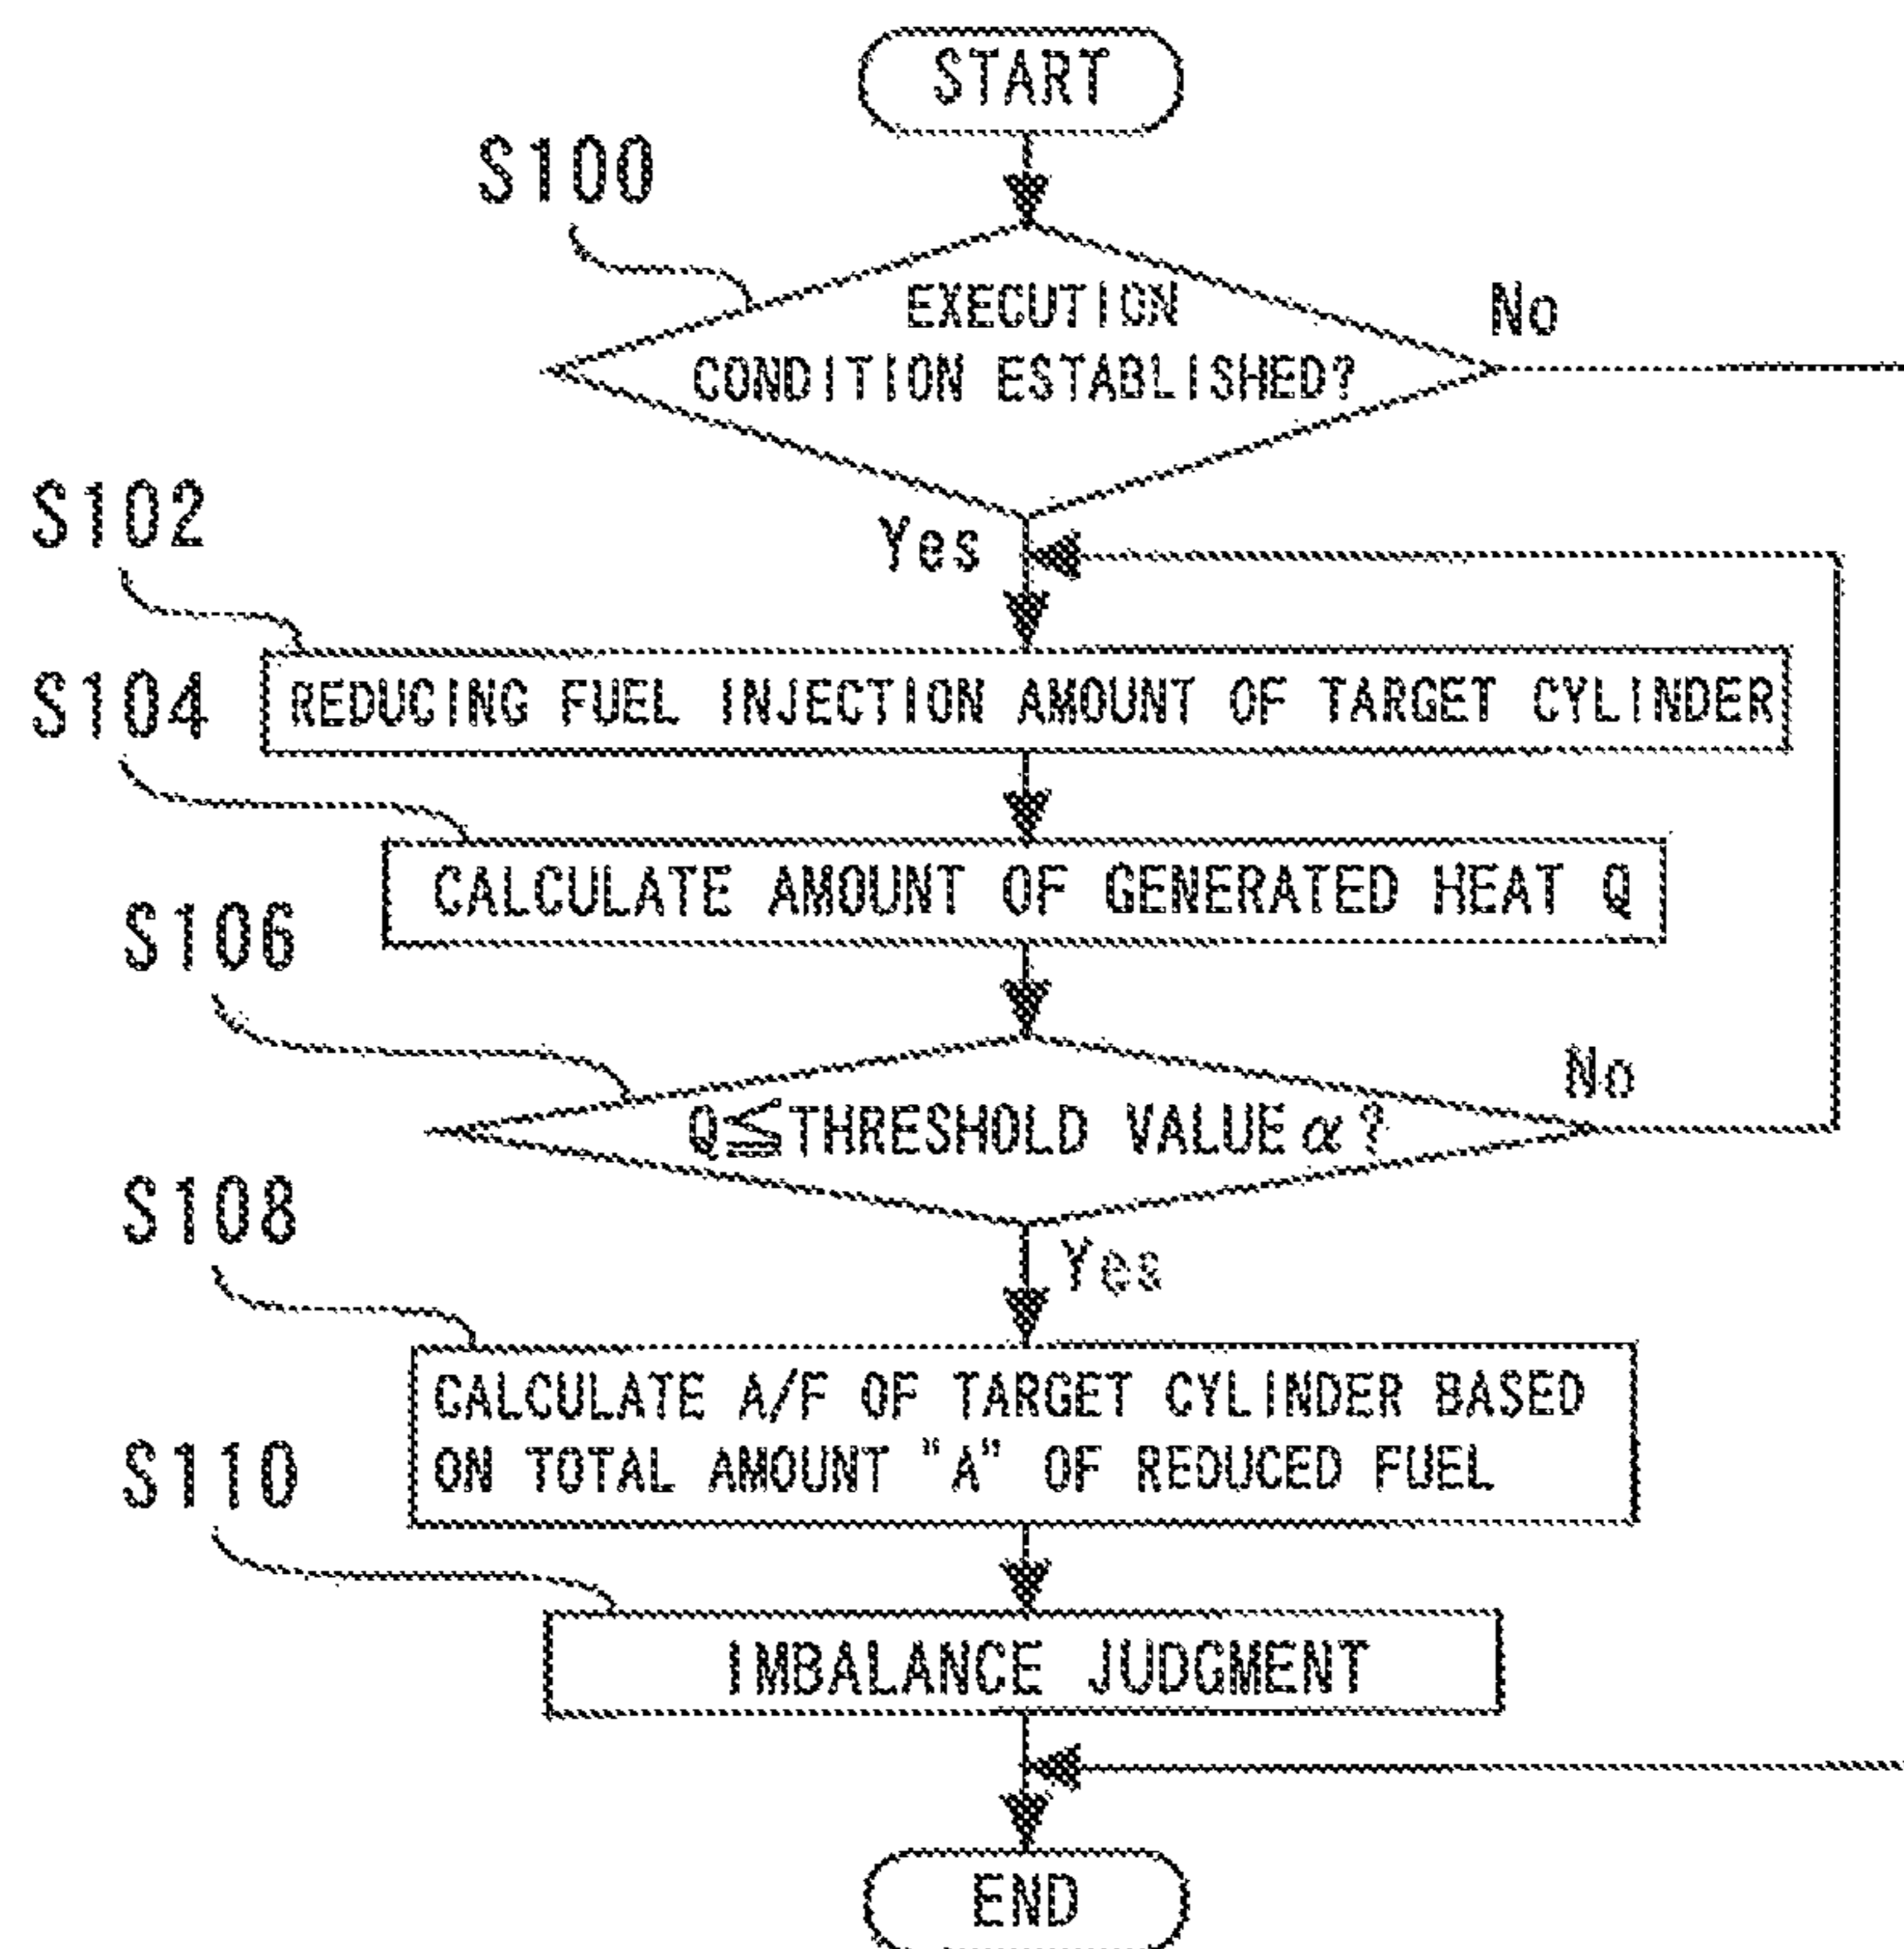 START
S100
EXECUTION
CONDITION ESTABLISHED?
No
Yes
S102
REDUCING FUEL INJECTION AMOUNT OF TARGET CYLINDER
S104
CALCULATE AMOUNT OF GENERATED HEAT Q
S106
Q≦THRESHOLD VALUE α?
No
Yes
S108
CALCULATE A/F OF TARGET CYLINDER BASED
ON TOTAL AMOUNT "A" OF REDUCED FUEL
S110
IMBALANCE JUDGMENT
END